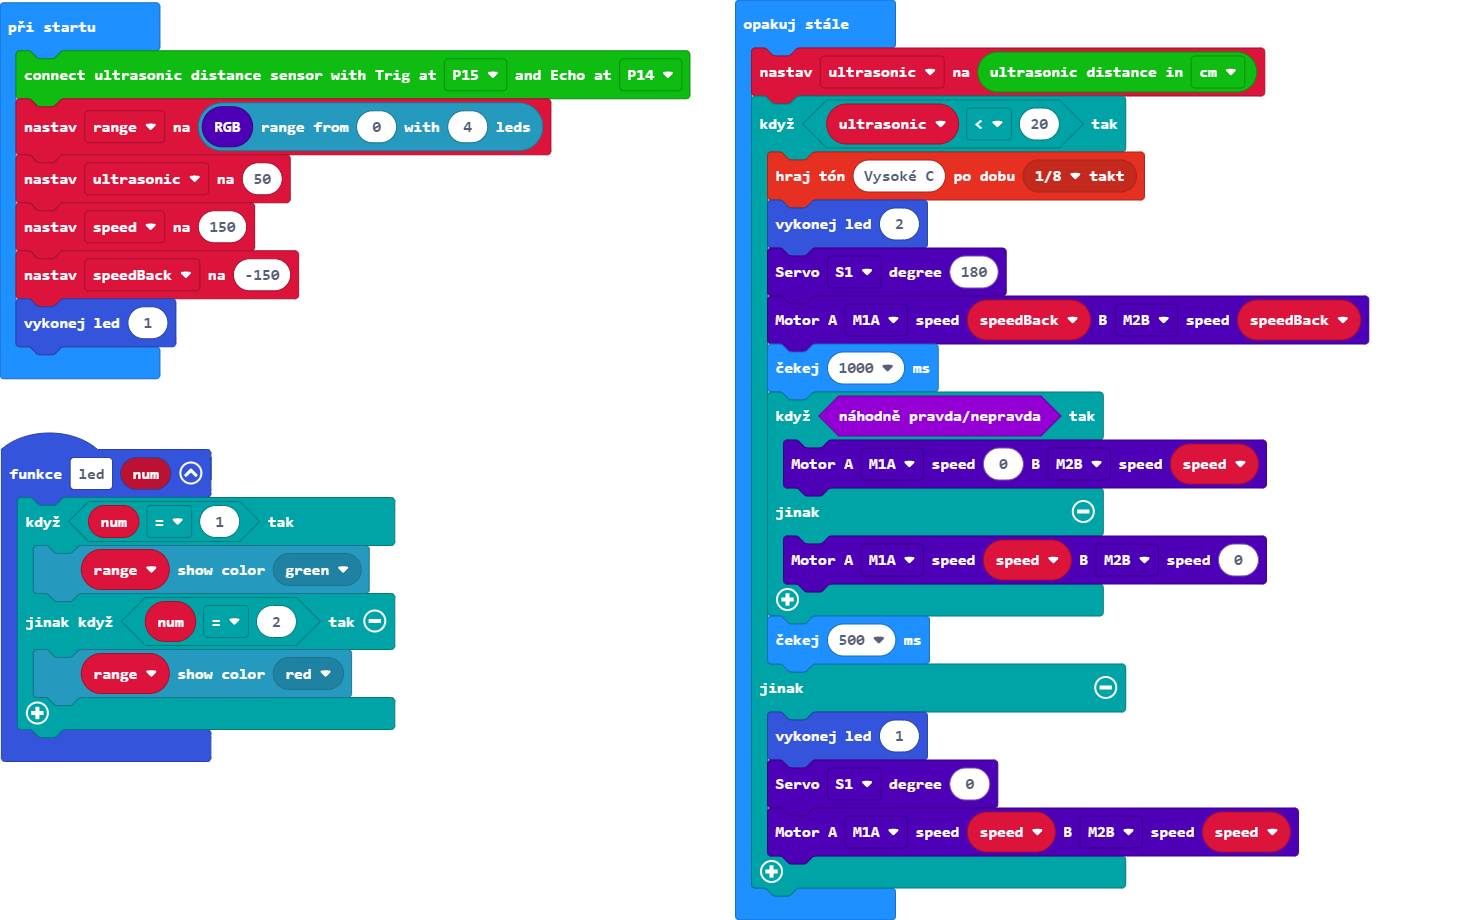 při startu
connect ultrasonic distance sensor with Trig at P15 and Echo at P14
nastav range na RGB range from 0 with 4 leds
nastav ultrasonic na 50
nastav speed na 150
nastav speedBack na -150
vykonej led 1
funkce led num
když num = 1 tak
range show color green
jinak když num = 2 tak
range show color red
opakuj stále
nastav ultrasonic na ultrasonic distance in cm
když ultrasonic < 20 tak
hraj tón Vysoké C po dobu 1/8 takt
vykonej led 2
Servo S1 degree 180
Motor A M1A speed speedBack B M2B speed speedBack
čekej 1000 ms
když náhodně pravda/nepravda tak
Motor A M1A speed 0 B M2B speed speed
jinak
Motor A M1A speed speed B M2B speed 0
čekej 500 ms
jinak
vykonej led 1
Servo S1 degree 0
Motor A M1A speed speed B M2B speed speed